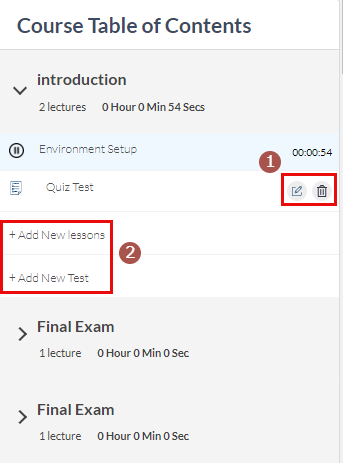 Course Table of Contents
introduction
2 lectures 0 Hour 0 Min 54 Secs
Environment Setup 00:00:54
1
Quiz Test
+ Add New lessons
2
+ Add New Test
Final Exam
1 lecture 0 Hour 0 Min 0 Sec
Final Exam
1 lecture 0 Hour 0 Min 0 Sec